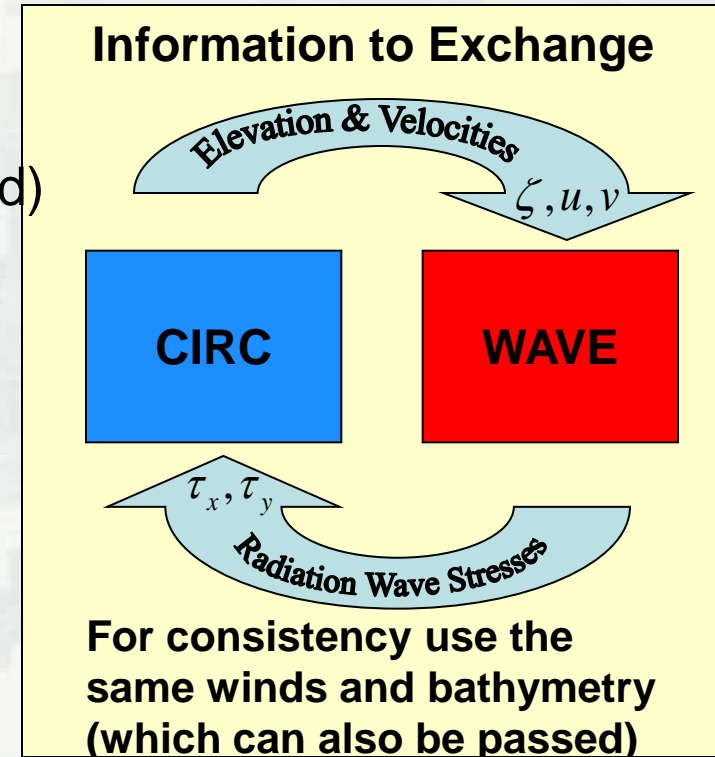 Information to Exchange
Elevation & Velocities
d)
ζ,u,v
CIRC
WAVE
τx,τy
Radiation Wave Stresses
For consistency use the
same winds and bathymetry
(which can also be passed)